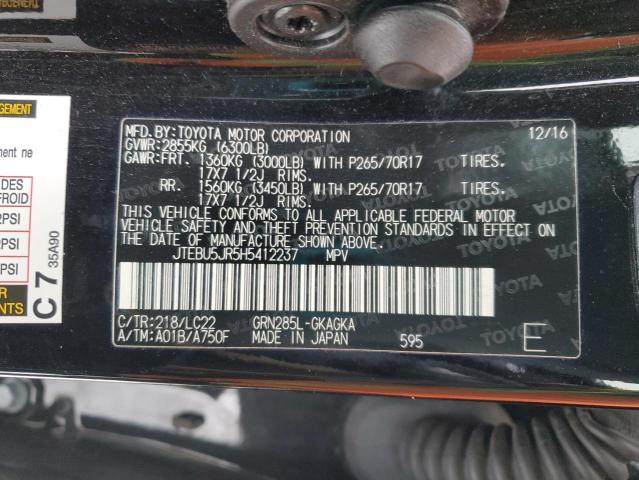 MFD.BY:TOYOTA MOTOR CORPORATION 12/16
GVWR:2855KG (6300LB)
GAWR:FRT. 1360KG (3000LB) WITH P265/70R17 TIRES.
17X7 1/2J RIMS.
RR. 1560KG (3450LB) WITH P265/70R17 TIRES.
17X7 1/2J RIMS.
THIS VEHICLE CONFORMS TO ALL APPLICABLE FEDERAL MOTOR
VEHICLE SAFETY AND THEFT PREVENTION STANDARDS IN EFFECT ON
THE DATE OF MANUFACTURE SHOWN ABOVE.
JTEBU5JR5H5412237 MPV
C/TR:218/LC22 GRN285L-GKAGKA
A/TM:A01B/A750F MADE IN JAPAN 595 E
PSI
PSI
C 7 35A90